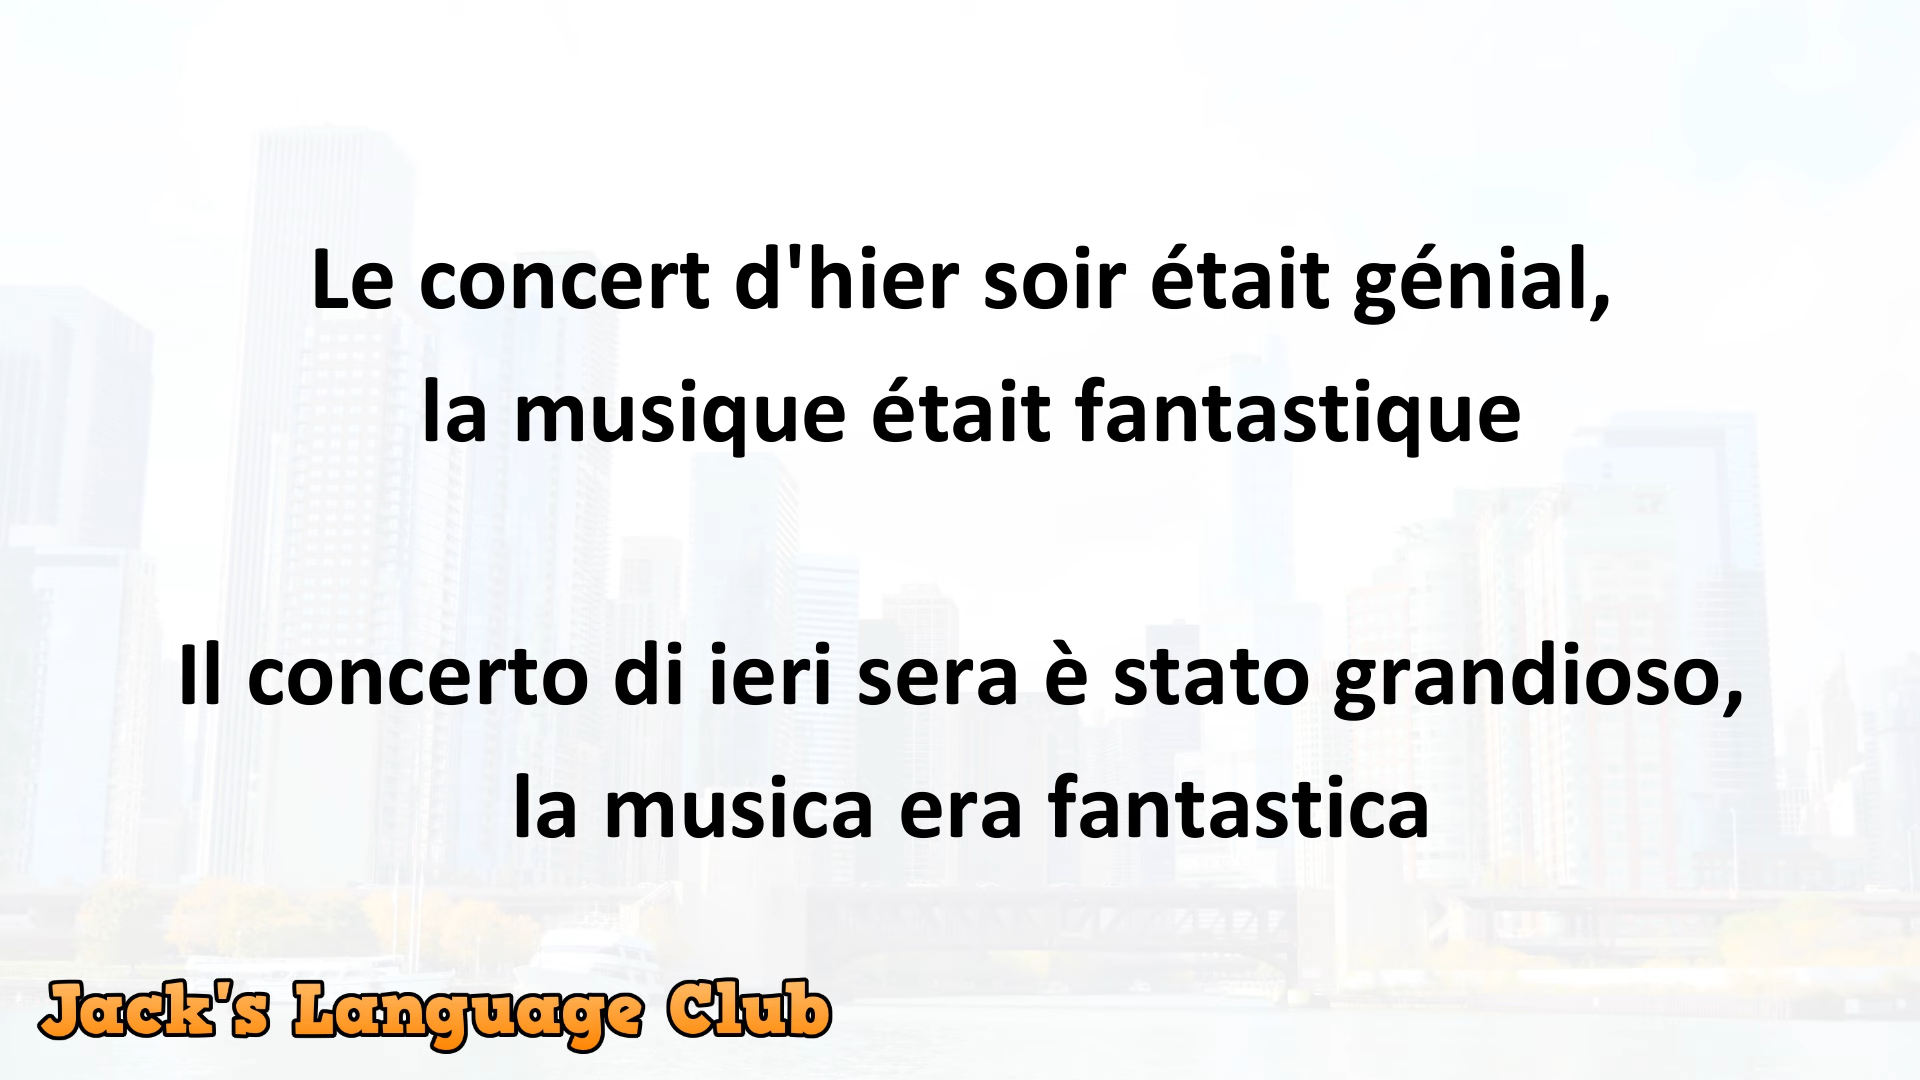 Le concert d'hier soir était génial,
la musique était fantastique
Il concerto di ieri sera è stato grandioso,
la musica era fantastica
Jack's Language Club